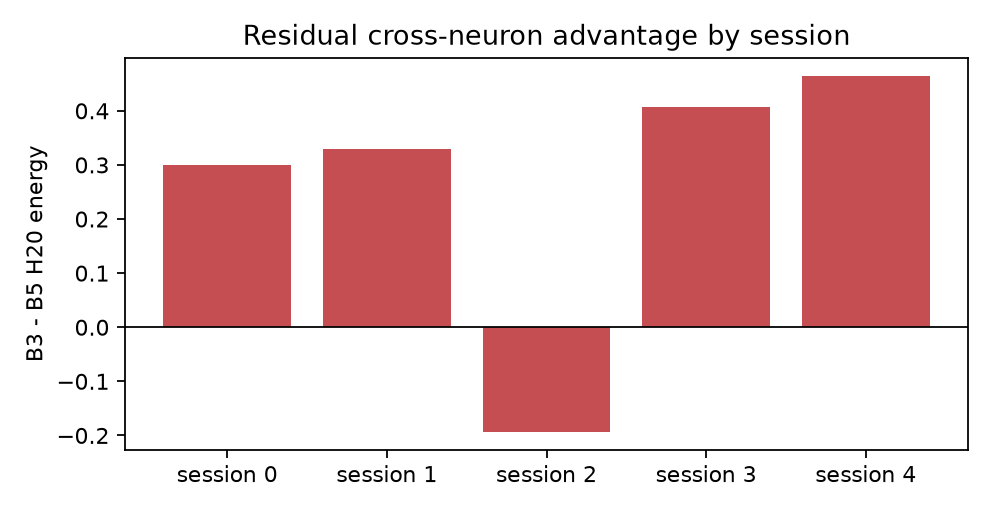 Residual cross-neuron advantage by session
B3 - B5 H20 energy
0.4
0.3
0.2
0.1
0.0
−0.1
−0.2
session 0
session 1
session 2
session 3
session 4